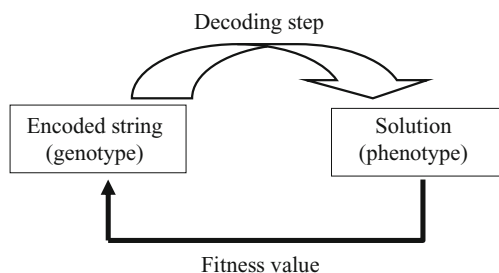 Decoding step
Encoded string
(genotype)
Solution
(phenotype)
Fitness value